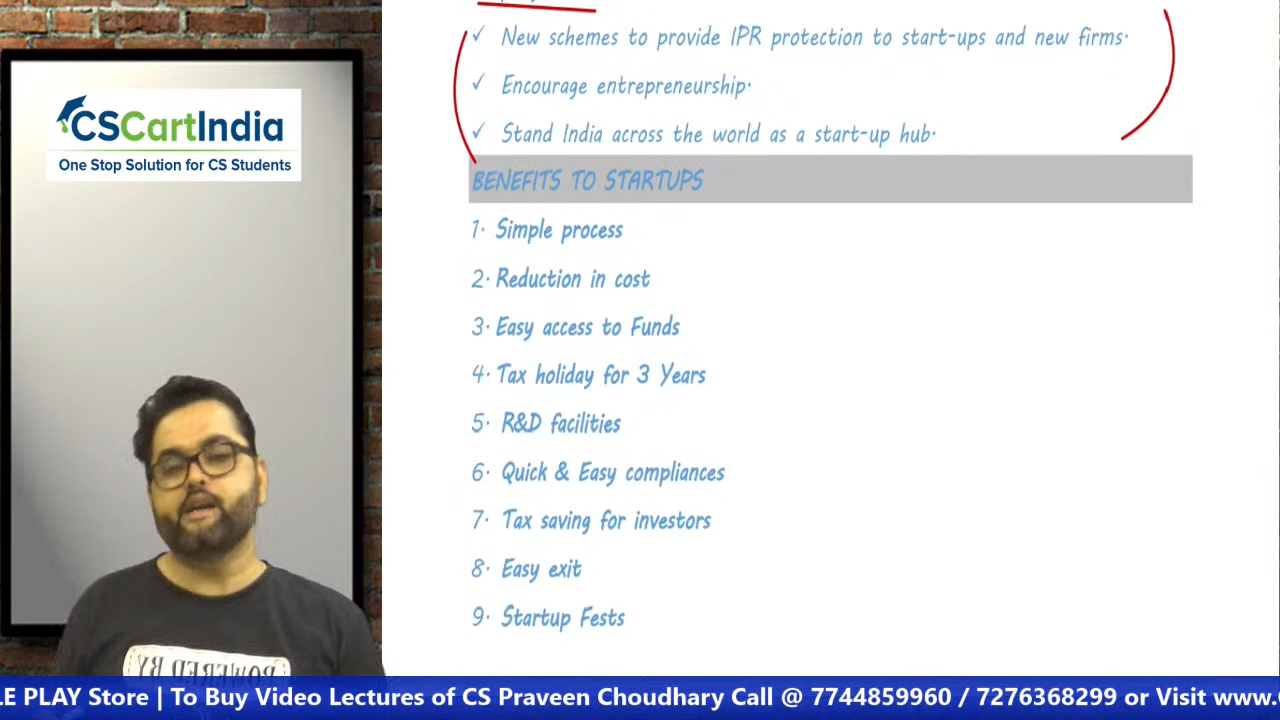 CSCartIndia
One Stop Solution for CS Students
✓ New schemes to provide IPR protection to start-ups and new firms.
✓ Encourage entrepreneurship.
✓ Stand India across the world as a start-up hub.
BENEFITS TO STARTUPS
1. Simple process
2. Reduction in cost
3. Easy access to Funds
4. Tax holiday for 3 Years
5. R&D facilities
6. Quick & Easy compliances
7. Tax saving for investors
8. Easy exit
9. Startup Fests
POWERED BY
LE PLAY Store | To Buy Video Lectures of CS Praveen Choudhary Call @ 7744859960 / 7276368299 or Visit www.